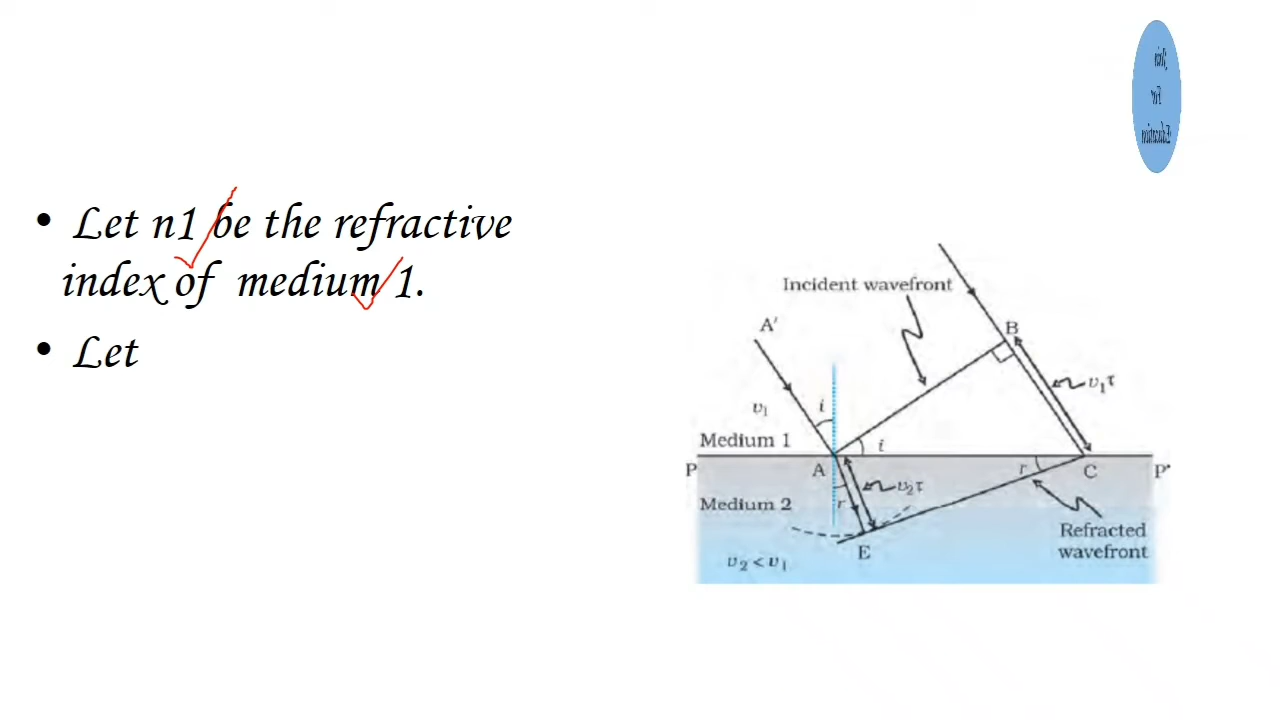 • Let n1 be the refractive
index of medium 1.
• Let
Incident wavefront
A'
B
v₁τ
v₁
i
i
Medium 1
P
A
r
C
P'
v₂τ
Medium 2
r
E
Refracted
wavefront
v₂ < v₁